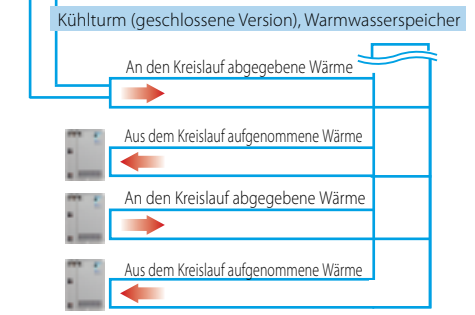 Kühlturm (geschlossene Version), Warmwasserspeicher
An den Kreislauf abgegebene Wärme
Aus dem Kreislauf aufgenommene Wärme
An den Kreislauf abgegebene Wärme
Aus dem Kreislauf aufgenommene Wärme